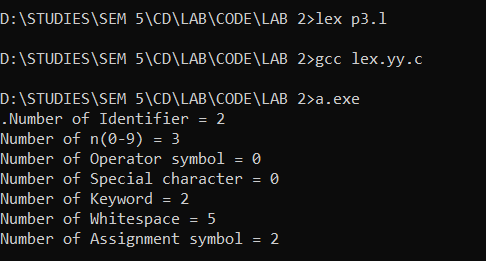 D:\STUDIES\SEM 5\CD\LAB\CODE\LAB 2>lex p3.l
D:\STUDIES\SEM 5\CD\LAB\CODE\LAB 2>gcc lex.yy.c
D:\STUDIES\SEM 5\CD\LAB\CODE\LAB 2>a.exe
.Number of Identifier = 2
Number of n(0-9) = 3
Number of Operator symbol = 0
Number of Special character = 0
Number of Keyword = 2
Number of Whitespace = 5
Number of Assignment symbol = 2